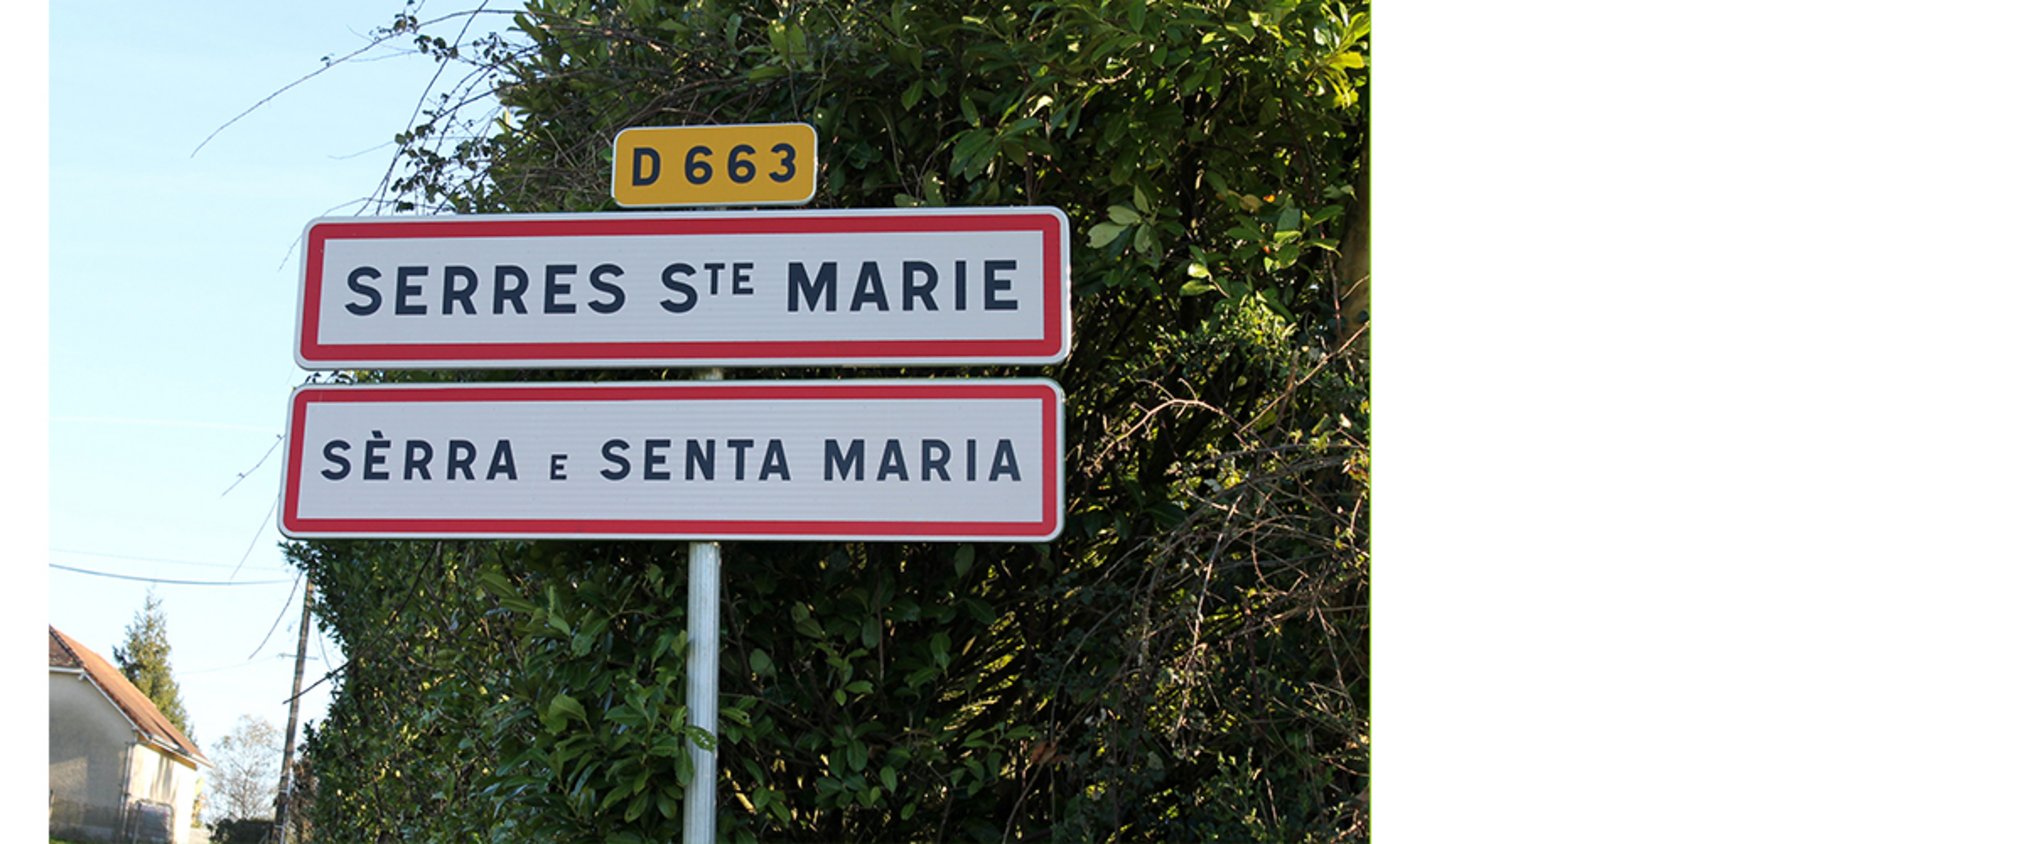 D 663
SERRES STE MARIE
SÈRRA E SENTA MARIA